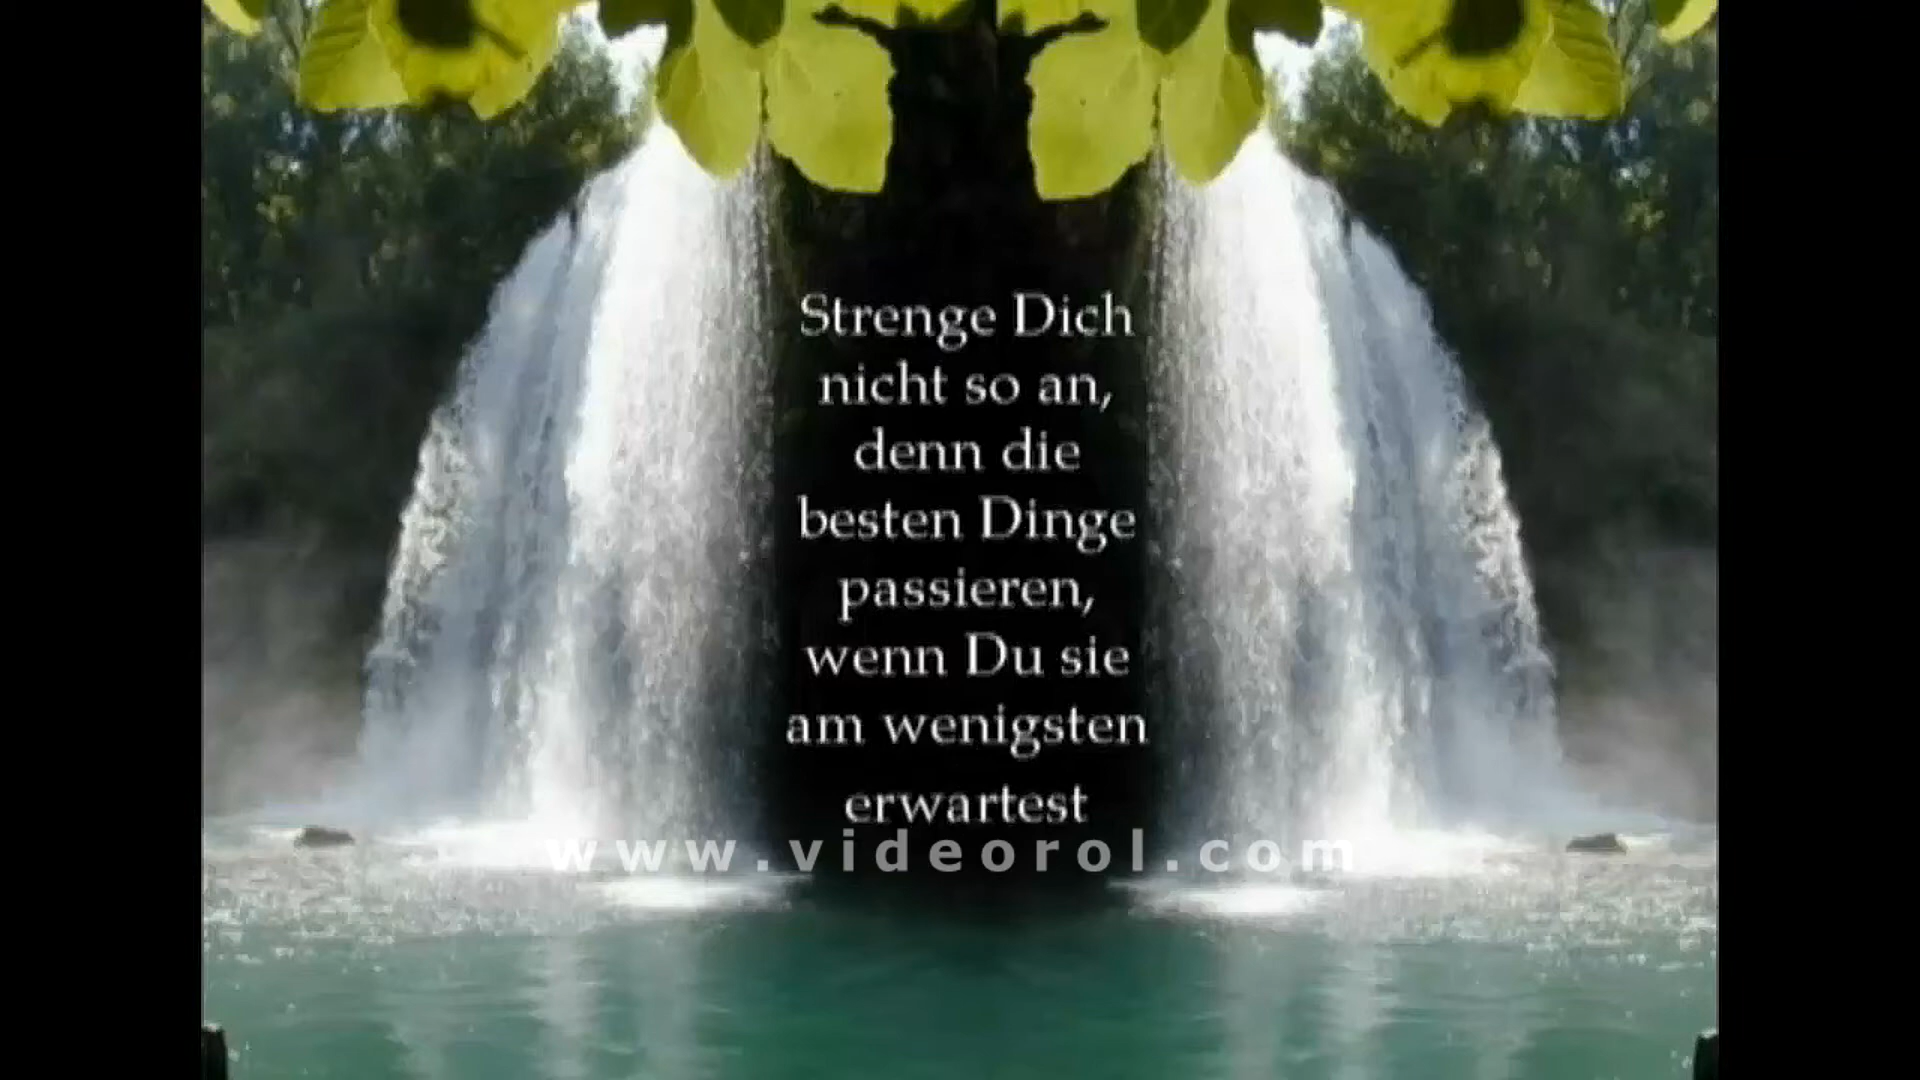 Strenge Dich
nicht so an,
denn die
besten Dinge
passieren,
wenn Du sie
am wenigsten
erwartest
www.videorol.com